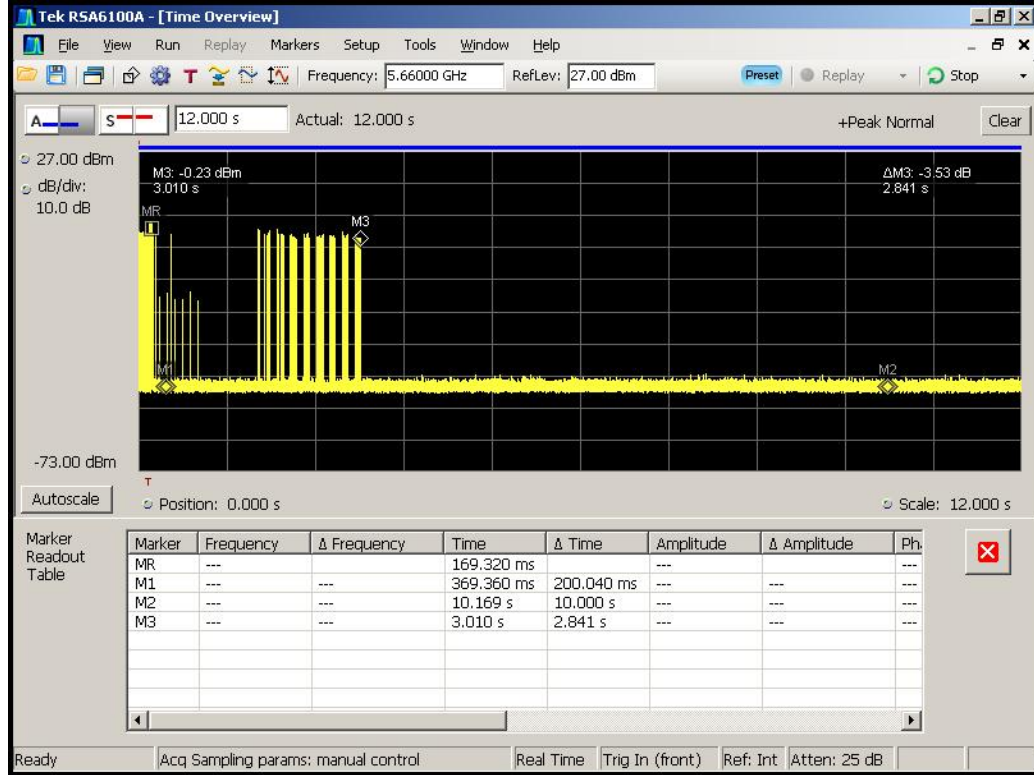 Tek RSA6100A - [Time Overview]
File View Run Replay Markers Setup Tools Window Help
T Frequency: 5.66000 GHz RefLev: 27.00 dBm Preset Replay Stop
A S 12.000 s Actual: 12.000 s +Peak Normal Clear
27.00 dBm
dB/div:
10.0 dB
M3: -0.23 dBm
3.010 s
ΔM3: -3.53 dB
2.841 s
MR
M3
M1
M2
-73.00 dBm
T
Autoscale Position: 0.000 s Scale: 12.000 s
Marker
Readout
Table
Marker Frequency Δ Frequency Time Δ Time Amplitude Δ Amplitude Ph
MR --- 169.320 ms --- ---
M1 --- --- 369.360 ms 200.040 ms --- --- ---
M2 --- --- 10.169 s 10.000 s --- --- ---
M3 --- --- 3.010 s 2.841 s --- --- ---
Ready Acq Sampling params: manual control Real Time Trig In (front) Ref: Int Atten: 25 dB